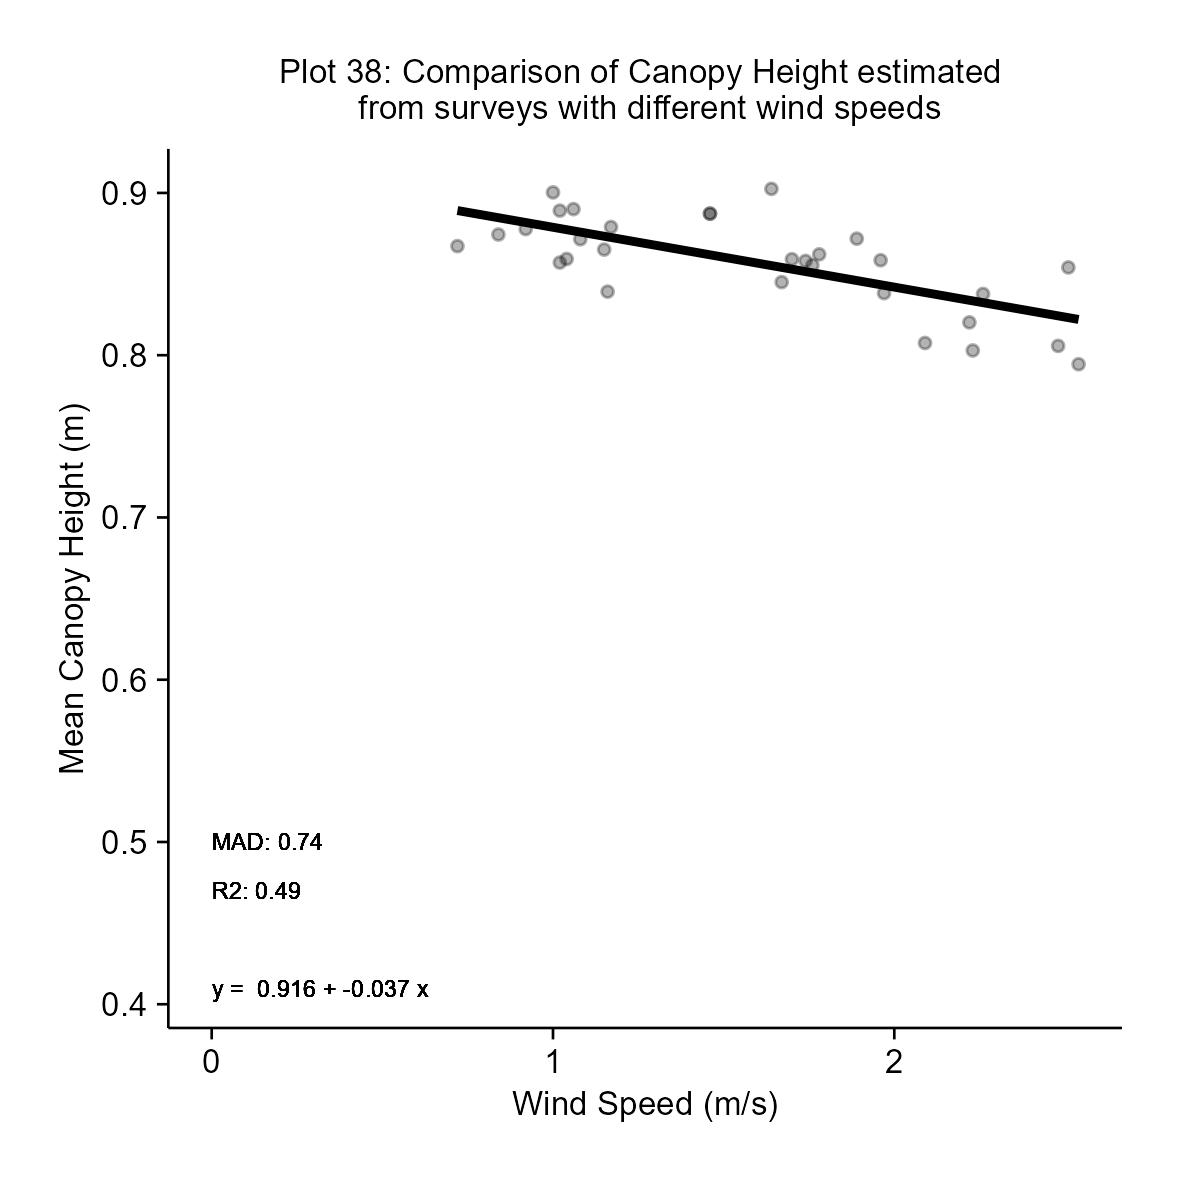 Plot 38: Comparison of Canopy Height estimated
from surveys with different wind speeds
Mean Canopy Height (m)
0.9
0.8
0.7
0.6
0.5
0.4
MAD: 0.74
R2: 0.49
y =  0.916 + -0.037 x
0
1
2
Wind Speed (m/s)